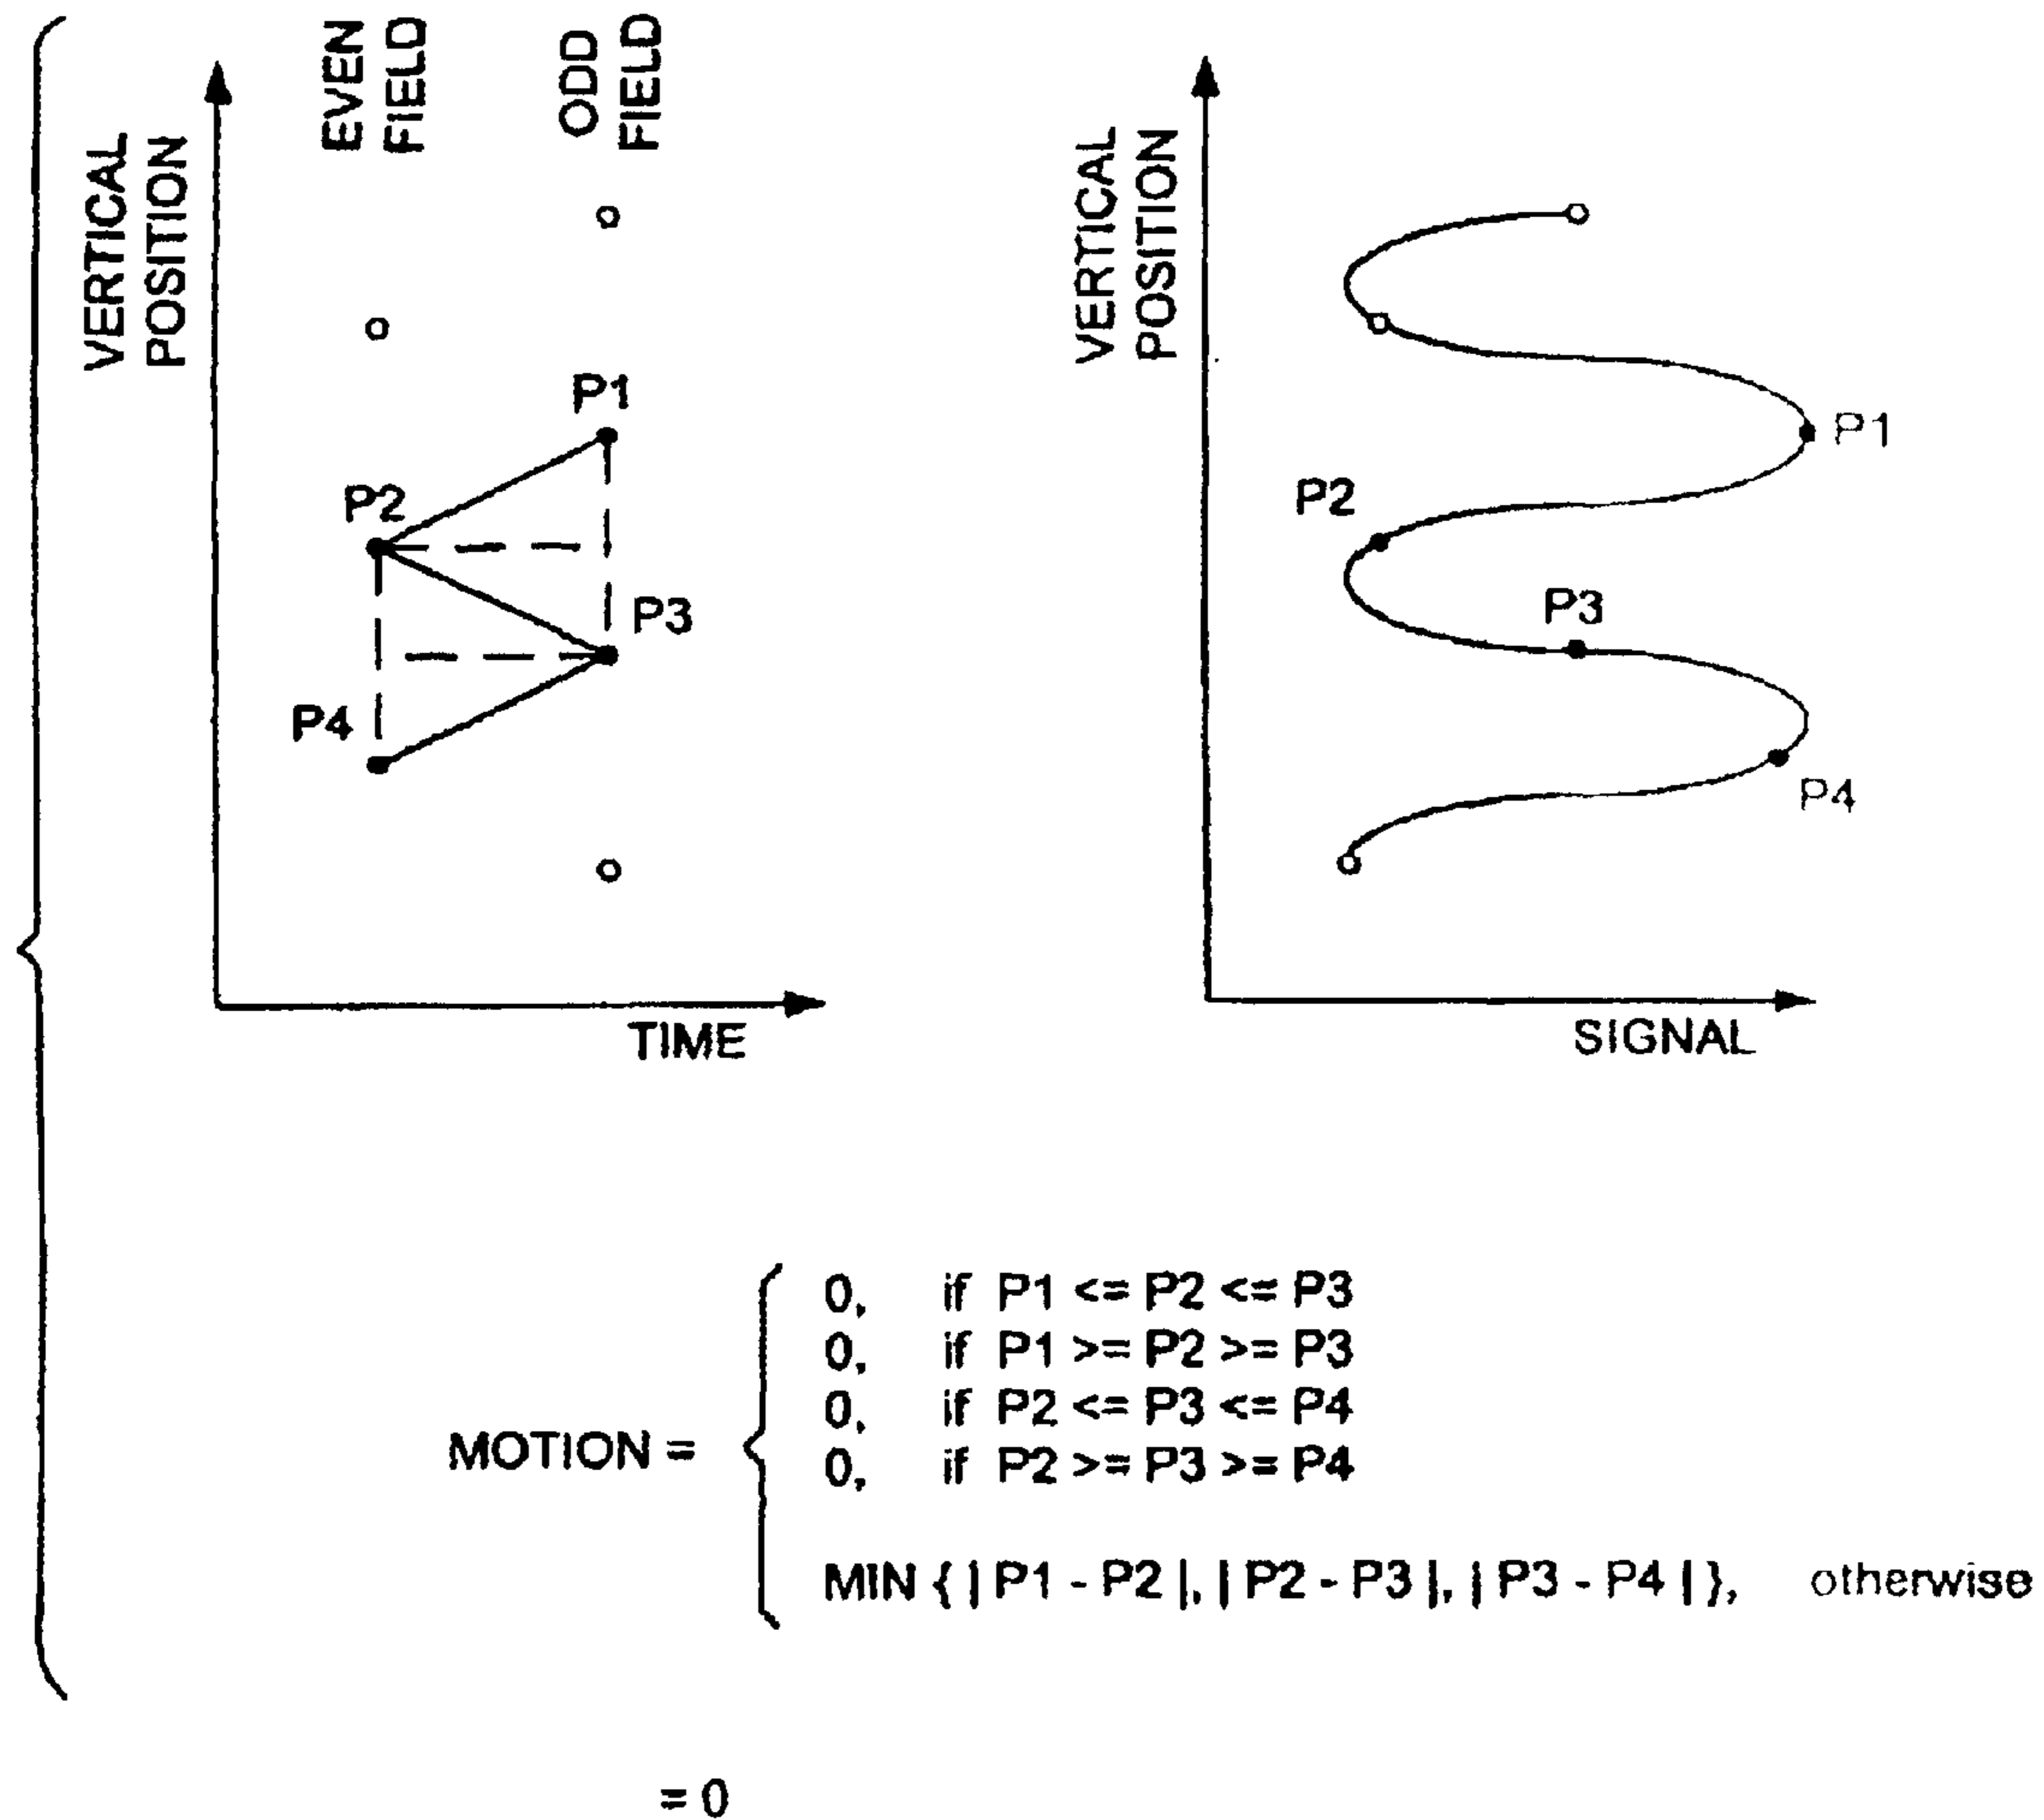 VERTICAL
POSITION
EVEN
FIELD
ODD
FIELD
P1
P2
P3
P4
TIME
VERTICAL
POSITION
P1
P2
P3
P4
SIGNAL
MOTION =
0, if P1 <= P2 <= P3
0, if P1 >= P2 >= P3
0, if P2 <= P3 <= P4
0, if P2 >= P3 >= P4
MIN { | P1 - P2 |, | P2 - P3 |, | P3 - P4 | }, otherwise
= 0